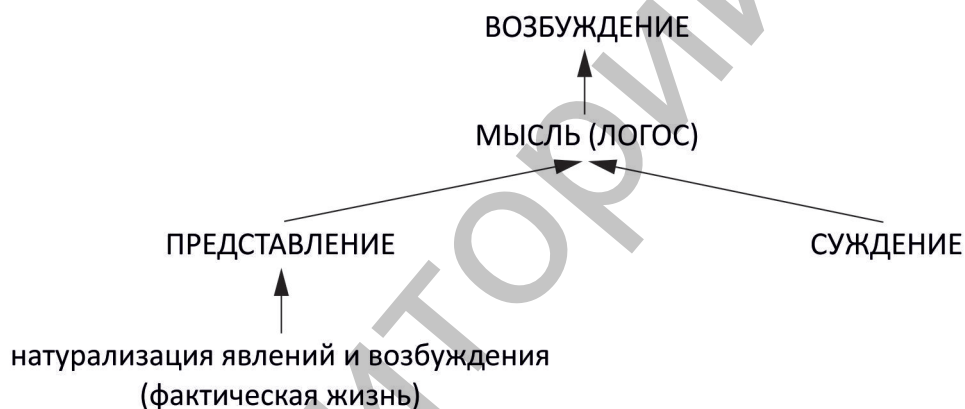 ВОЗБУЖДЕНИЕ
МЫСЛЬ (ЛОГОС)
ПРЕДСТАВЛЕНИЕ
СУЖДЕНИЕ
натурализация явлений и возбуждения
(фактическая жизнь)